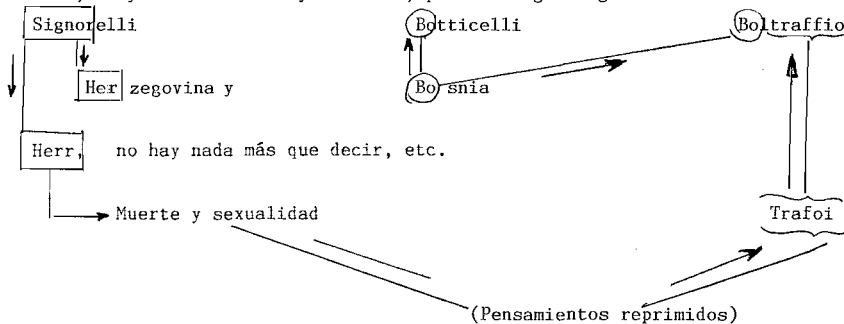 Signorelli Botticelli Boltraffio
Herzegovina y Bosnia
Herr, no hay nada más que decir, etc.
Muerte y sexualidad Trafoi
(Pensamientos reprimidos)